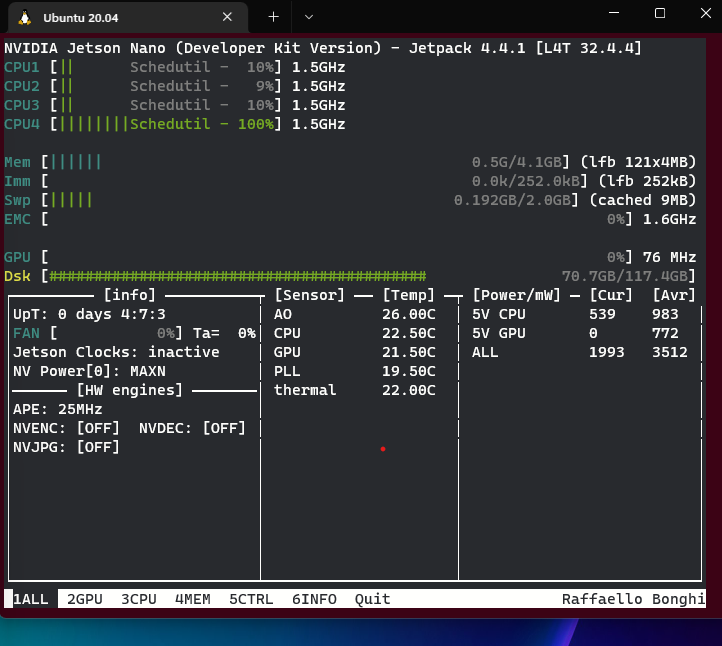 Ubuntu 20.04
NVIDIA Jetson Nano (Developer Kit Version) - Jetpack 4.4.1 [L4T 32.4.4]
CPU1 [|| Schedutil - 10%] 1.5GHz
CPU2 [|| Schedutil - 9%] 1.5GHz
CPU3 [|| Schedutil - 10%] 1.5GHz
CPU4 [||||||||Schedutil - 100%] 1.5GHz
Mem [|||||| 0.5G/4.1GB] (lfb 121x4MB)
Imm [ 0.0k/252.0kB] (lfb 252kB)
Swp [||||| 0.192GB/2.0GB] (cached 9MB)
EMC [ 0%] 1.6GHz
GPU [ 0%] 76 MHz
Dsk [########################################## 70.7GB/117.4GB]
[info] [Sensor] [Temp] [Power/mW] [Cur] [Avr]
UpT: 0 days 4:7:3 AO 26.00C 5V CPU 539 983
FAN [ 0%] Ta= 0% CPU 22.50C 5V GPU 0 772
Jetson Clocks: inactive GPU 21.50C ALL 1993 3512
NV Power[0]: MAXN PLL 19.50C
[HW engines] thermal 22.00C
APE: 25MHz
NVENC: [OFF] NVDEC: [OFF]
NVJPG: [OFF]
1ALL 2GPU 3CPU 4MEM 5CTRL 6INFO Quit Raffaello Bonghi